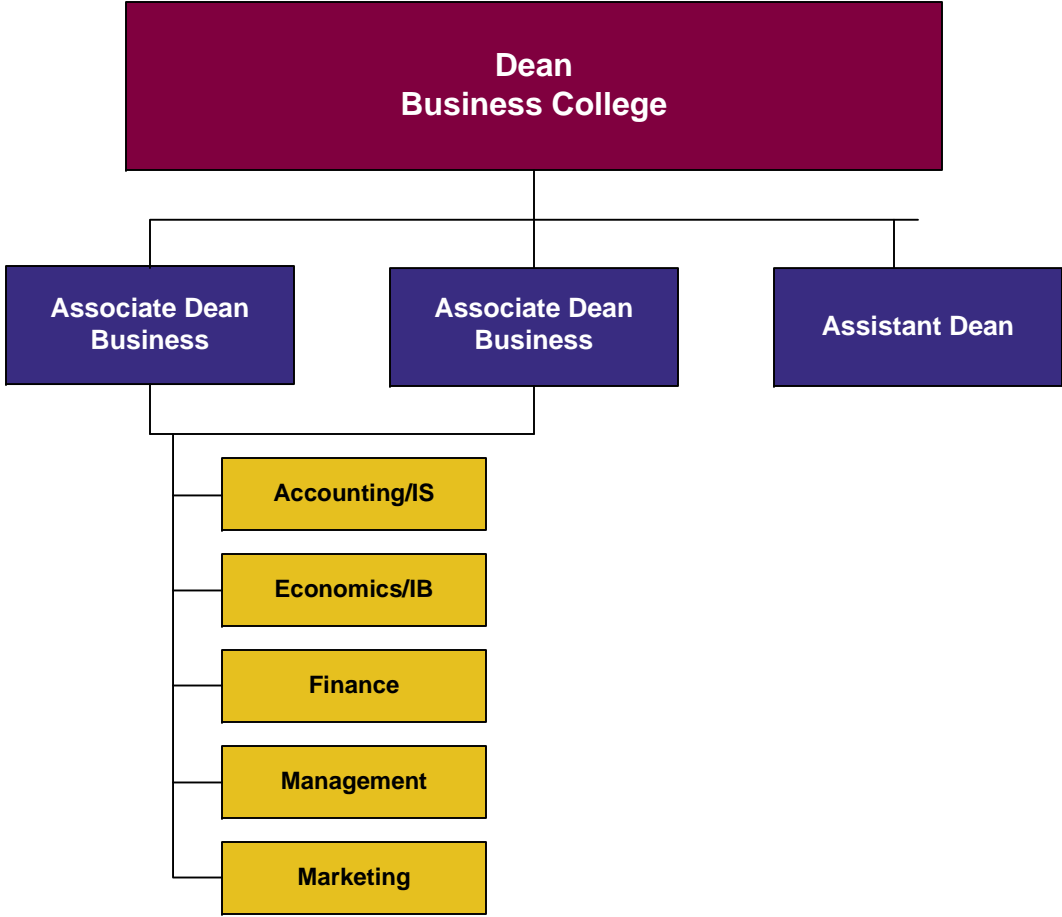 Dean
Business College
Associate Dean
Business
Associate Dean
Business
Assistant Dean
Accounting/IS
Economics/IB
Finance
Management
Marketing